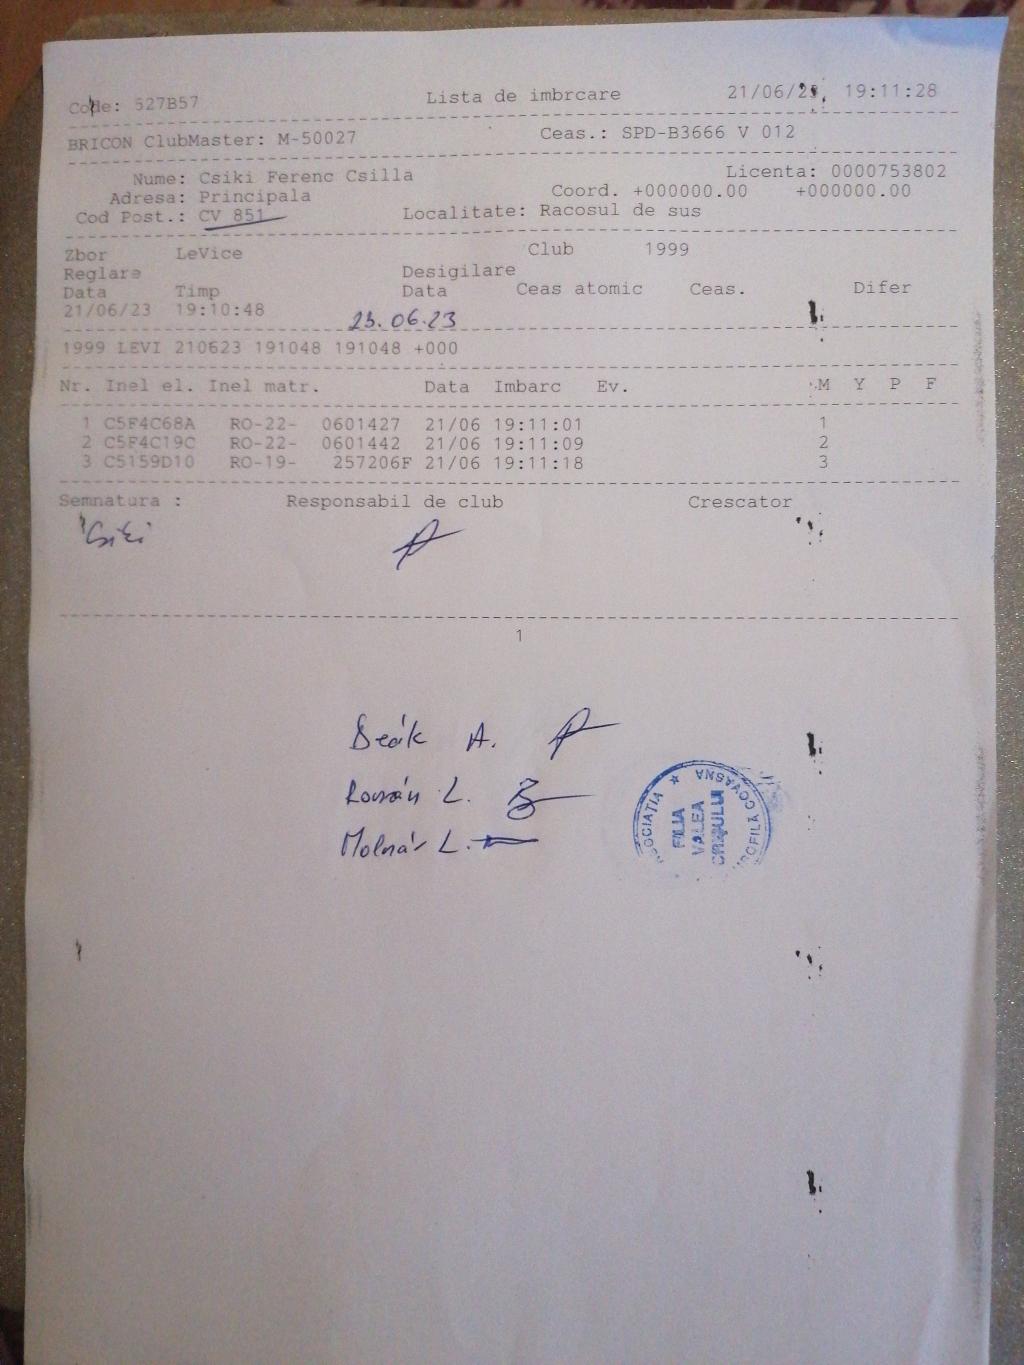 Code: 527B57 Lista de imbrcare 21/06/23, 19:11:28
BRICON ClubMaster: M-50027 Ceas.: SPD-B3666 V 012
Nume: Csiki Ferenc Csilla Licenta: 0000753802
Adresa: Principala Coord. +000000.00 +000000.00
Cod Post.: CV 851 Localitate: Racosul de sus
Zbor LeVice Club 1999
Reglare Desigilare
Data Timp Data Ceas atomic Ceas. Difer
21/06/23 19:10:48
23.06.23
1999 LEVI 210623 191048 191048 +000
Nr. Inel el. Inel matr. Data Imbarc Ev. M Y P F
1 C5F4C68A RO-22- 0601427 21/06 19:11:01 1
2 C5F4C19C RO-22- 0601442 21/06 19:11:09 2
3 C5159D10 RO-19- 257206F 21/06 19:11:18 3
Semnatura : Responsabil de club Crescator
Csiki
1
Deák A.
Román L.
Molnár L.
FILIA
VALEA
CRIȘULUI
COVASNA